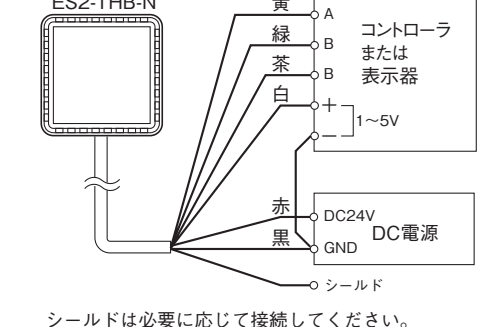 ES2-THB-N
黄
A
緑
B
茶
B
白
+
1～5V
−
コントローラ
または
表示器
赤
DC24V
黒
GND
DC電源
シールド
シールドは必要に応じて接続してください。